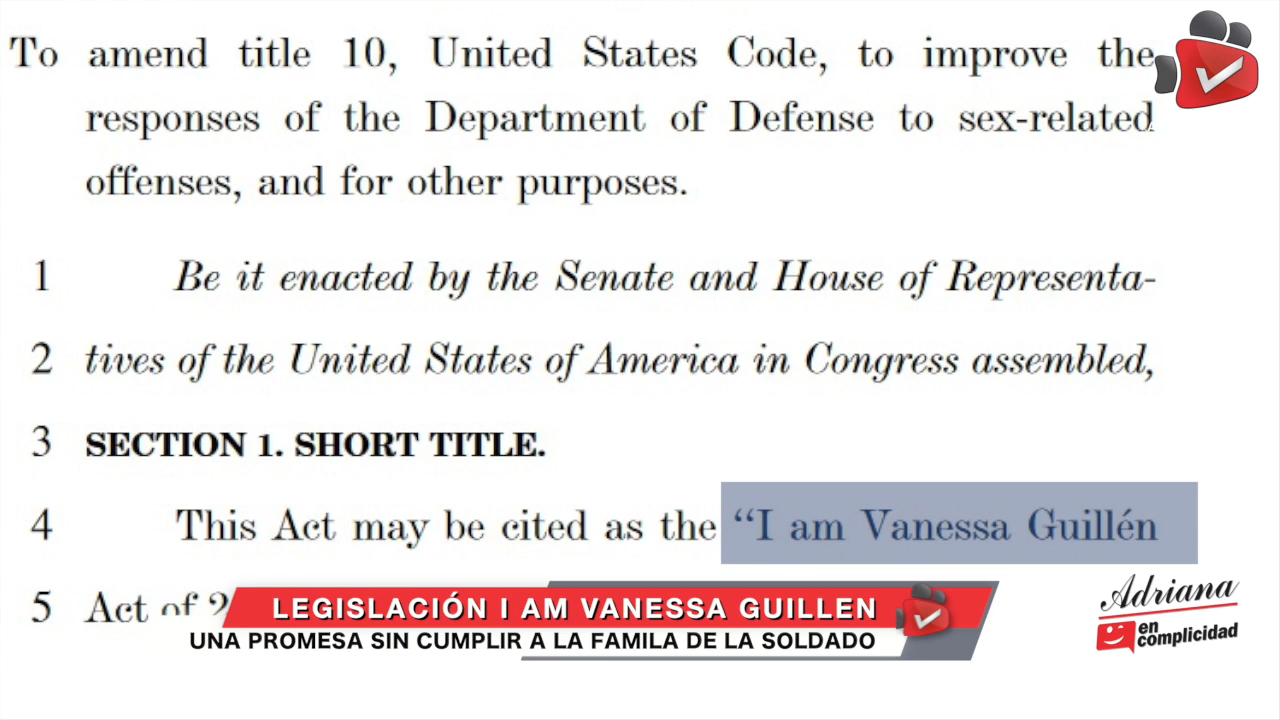 To amend title 10, United States Code, to improve the
responses of the Department of Defense to sex-related
offenses, and for other purposes.
1 Be it enacted by the Senate and House of Representa-
2 tives of the United States of America in Congress assembled,
3 SECTION 1. SHORT TITLE.
4 This Act may be cited as the “I am Vanessa Guillén
5 Act of
LEGISLACIÓN I AM VANESSA GUILLEN
UNA PROMESA SIN CUMPLIR A LA FAMILA DE LA SOLDADO
Adriana
en
complicidad